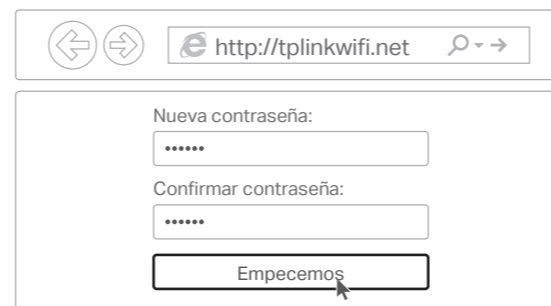 http://tplinkwifi.net
Nueva contraseña:
••••••
Confirmar contraseña:
••••••
Empecemos